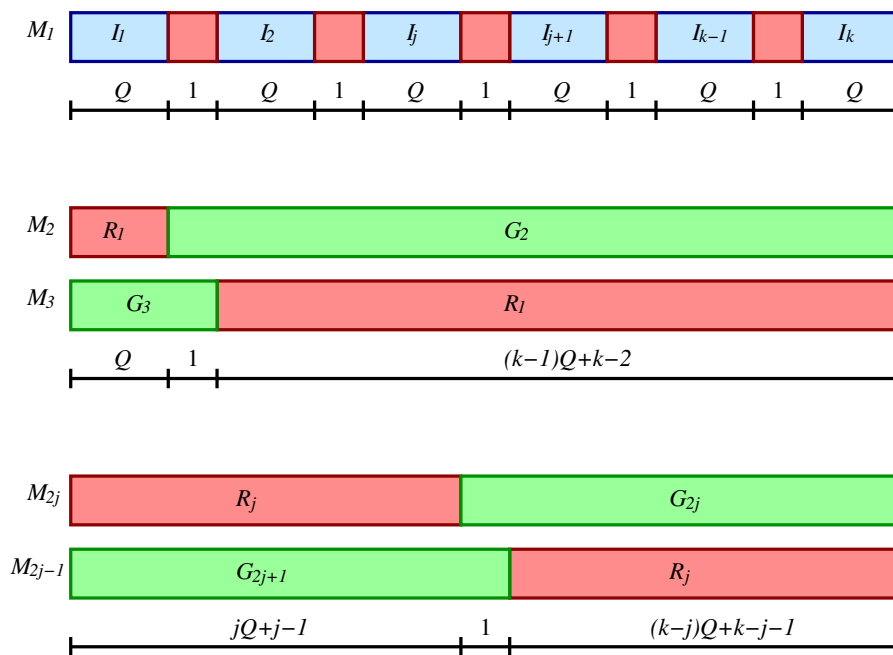 M1 I1 I2 Ij Ij+1 Ik−1 Ik
Q 1 Q 1 Q 1 Q 1 Q 1 Q
M2 R1 G2
M3 G3 R1
Q 1 (k−1)Q+k−2
M2j Rj G2j
M2j−1 G2j+1 Rj
jQ+j−1 1 (k−j)Q+k−j−1